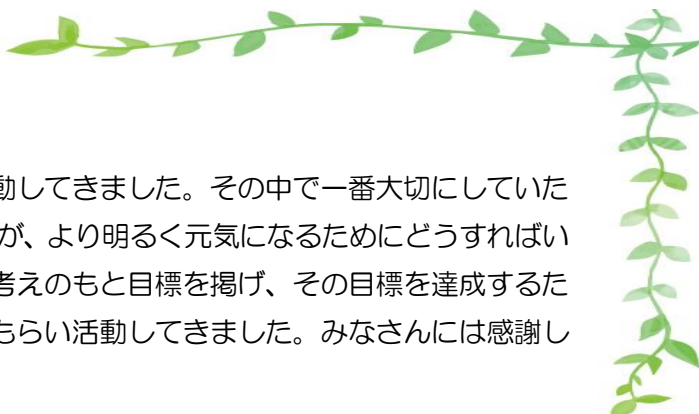 動してきました。その中で一番大切にしていた
が、より明るく元気になるためにどうすればい
考えのもと目標を掲げ、その目標を達成するた
もらい活動してきました。みなさんには感謝し